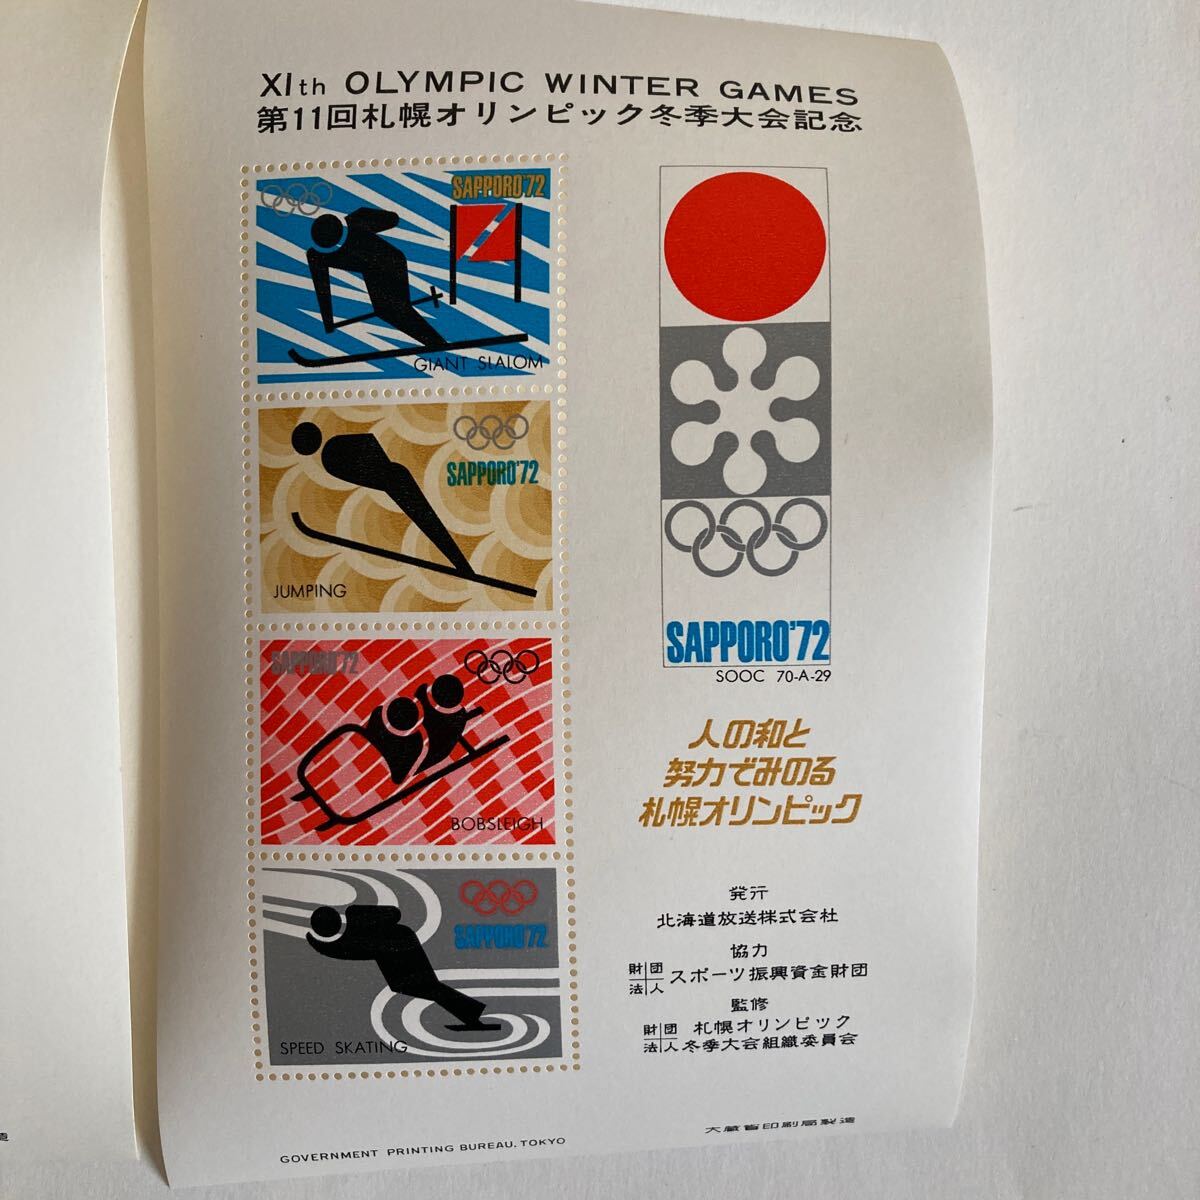 XIth OLYMPIC WINTER GAMES
第11回札幌オリンピック冬季大会記念
SAPPORO'72
GIANT SLALOM
SAPPORO'72
JUMPING
SAPPORO'72
BOBSLEIGH
SAPPORO'72
SPEED SKATING
SAPPORO'72
SOOC 70-A-29
人の和と
努力でみのる
札幌オリンピック
発行
北海道放送株式会社
協力
財団法人 スポーツ振興資金財団
監修
財団法人 札幌オリンピック
冬季大会組織委員会
GOVERNMENT PRINTING BUREAU, TOKYO
大蔵省印刷局製造
造